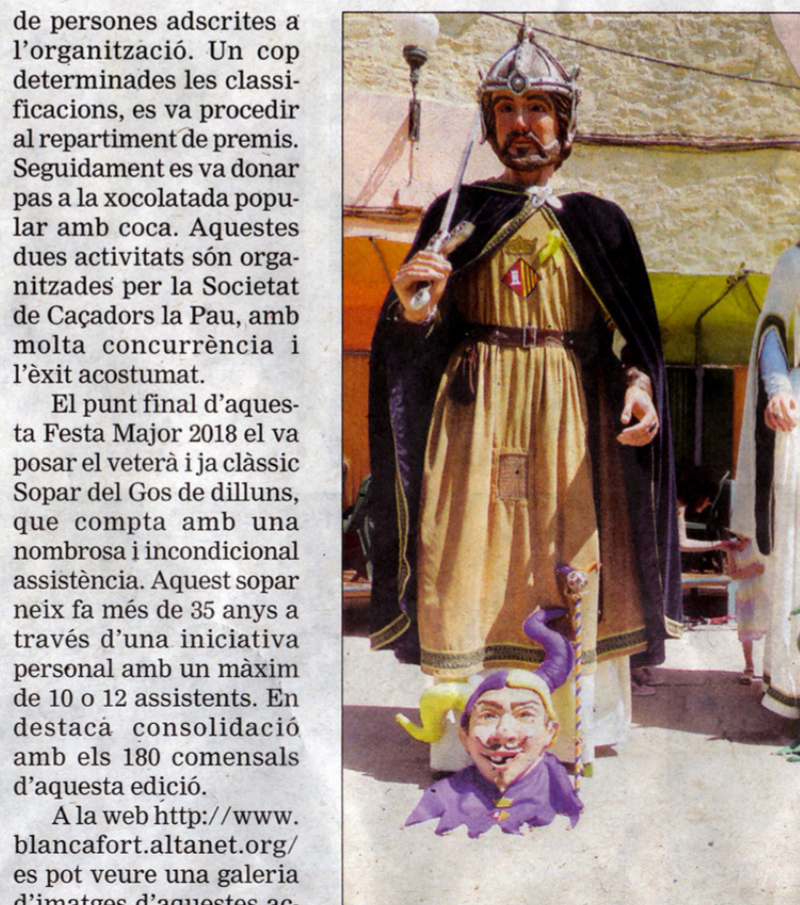 de persones adscrites a
l'organització. Un cop
determinades les classi-
ficacions, es va procedir
al repartiment de premis.
Seguidament es va donar
pas a la xocolatada popu-
lar amb coca. Aquestes
dues activitats són orga-
nitzades per la Societat
de Caçadors la Pau, amb
molta concurrència i
l'èxit acostumat.
El punt final d'aques-
ta Festa Major 2018 el va
posar el veterà i ja clàssic
Sopar del Gos de dilluns,
que compta amb una
nombrosa i incondicional
assistència. Aquest sopar
neix fa més de 35 anys a
través d'una iniciativa
personal amb un màxim
de 10 o 12 assistents. En
destaca consolidació
amb els 180 comensals
d'aquesta edició.
A la web http://www.
blancafort.altanet.org/
es pot veure una galeria
d'imatges d'aquestes ac-